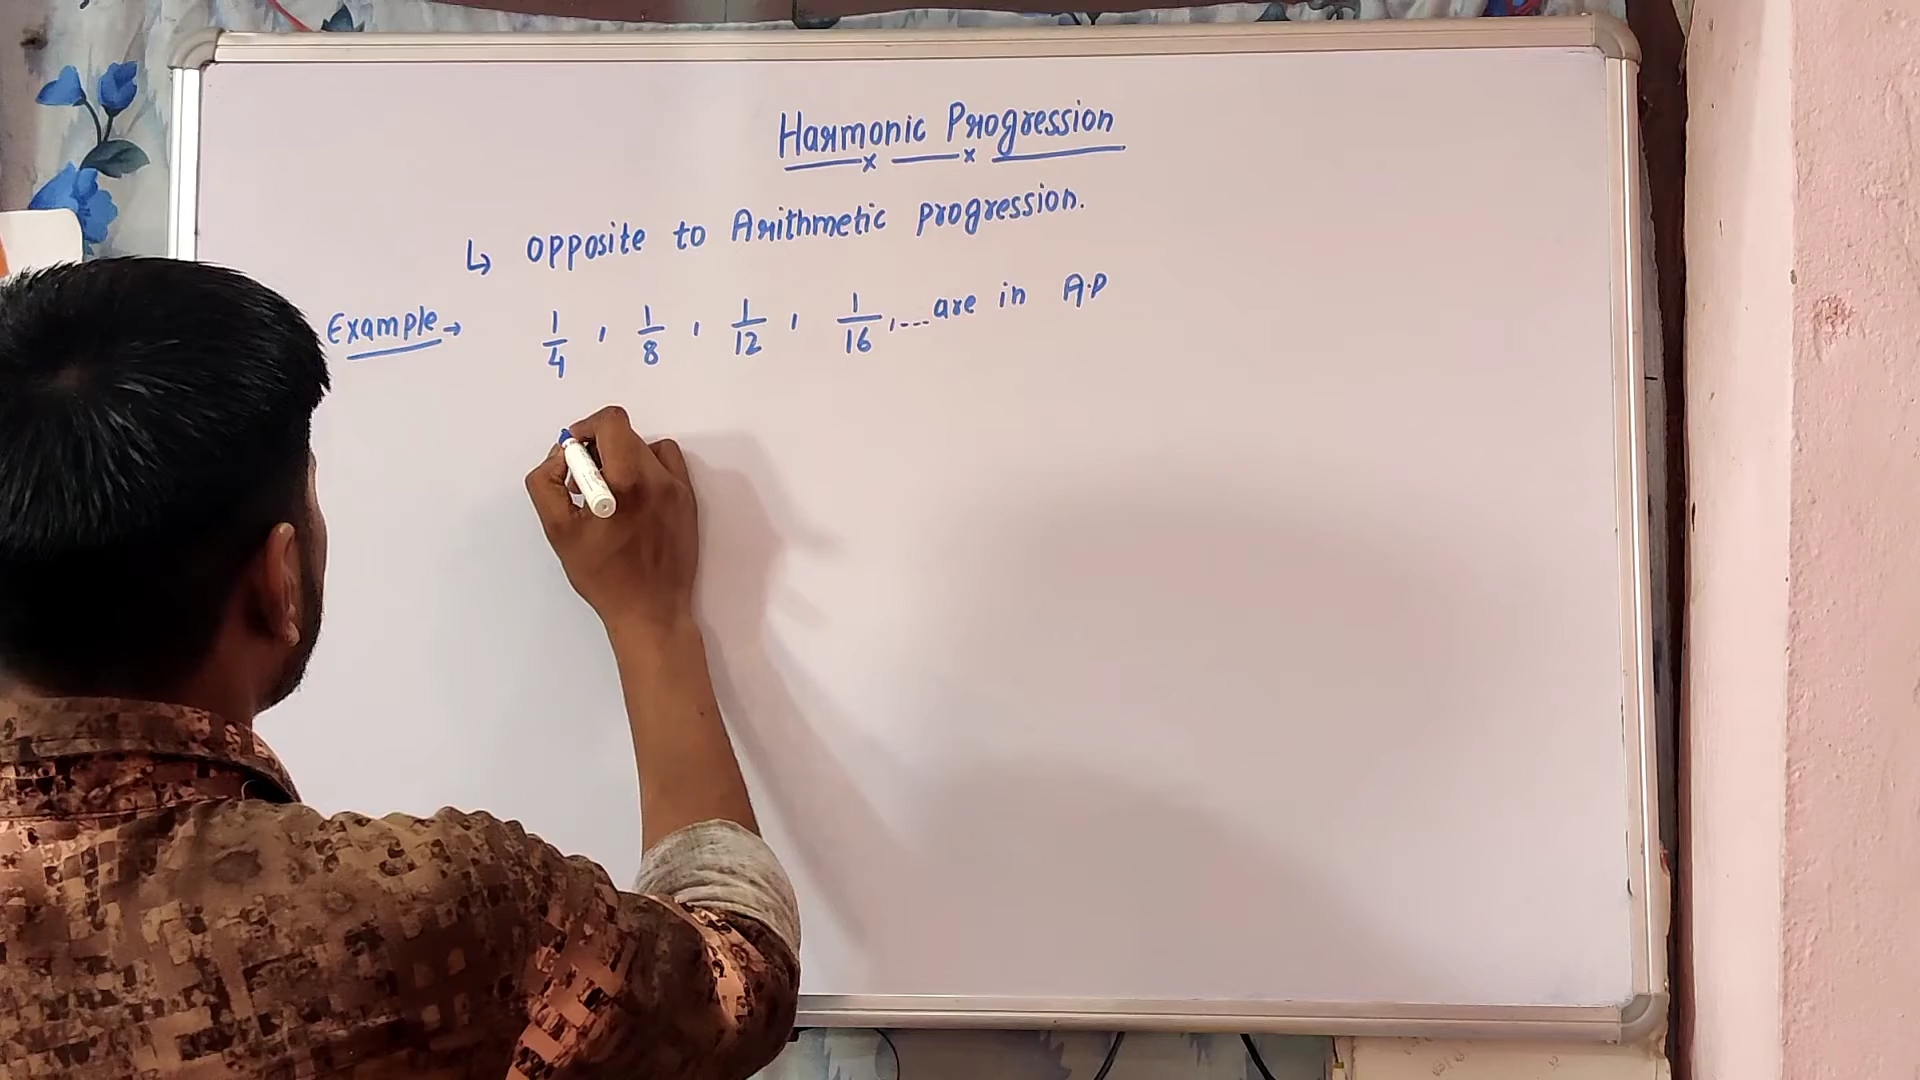 Harmonic Progression
↳ opposite to Arithmetic progression.
Example → 1/4 , 1/8 , 1/12 , 1/16 , ... are in A.P